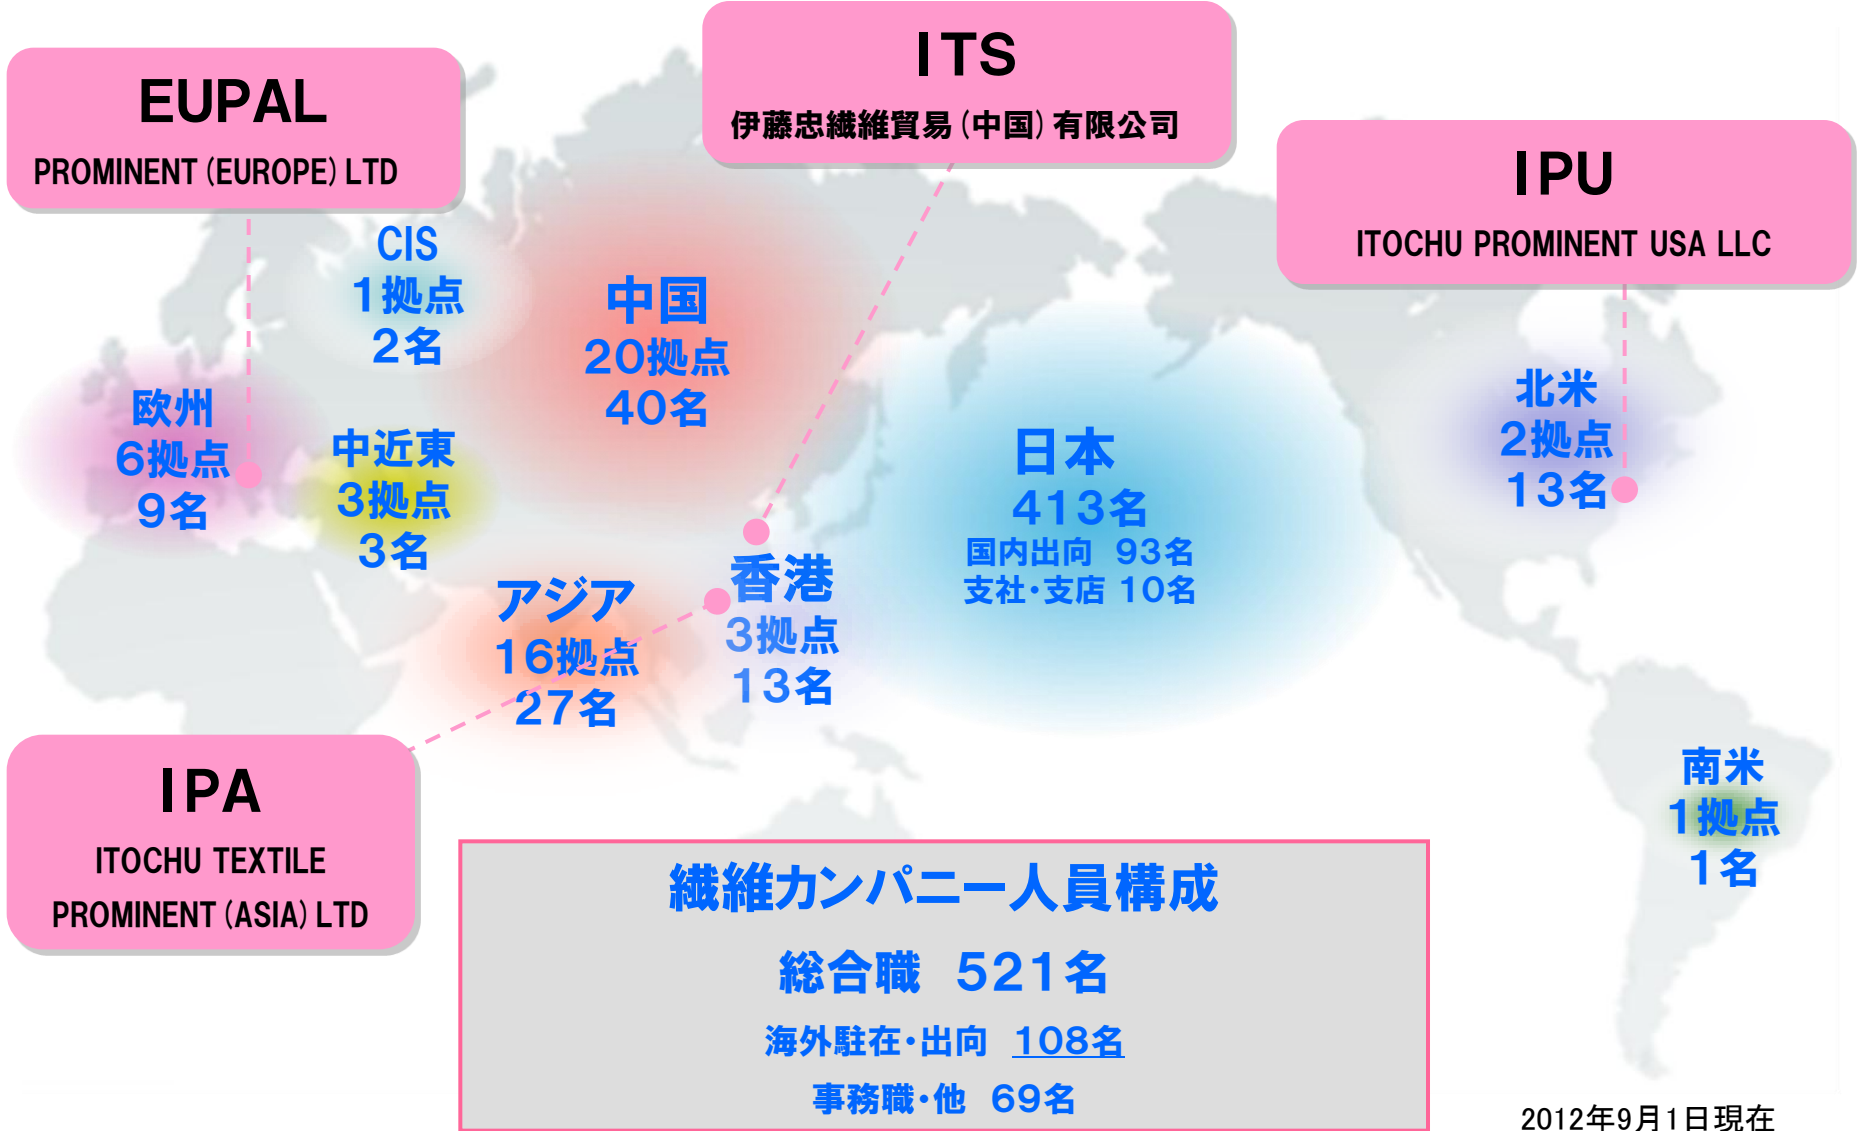 EUPAL
PROMINENT (EUROPE) LTD
ITS
伊藤忠繊維貿易(中国)有限公司
IPU
ITOCHU PROMINENT USA LLC
CIS
1拠点
2名
中国
20拠点
40名
欧州
6拠点
9名
中近東
3拠点
3名
日本
413名
国内出向 93名
支社・支店 10名
北米
2拠点
13名
アジア
16拠点
27名
香港
3拠点
13名
南米
1拠点
1名
IPA
ITOCHU TEXTILE
PROMINENT (ASIA) LTD
繊維カンパニー人員構成
総合職 521名
海外駐在・出向 108名
事務職・他 69名
2012年9月1日現在